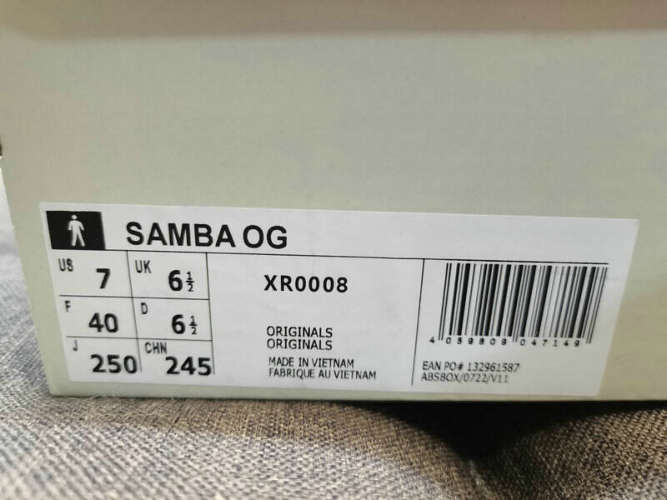 SAMBA OG
US 7 UK 6½
F 40 D 6½
J 250 CHN 245
XR0008
ORIGINALS
ORIGINALS
MADE IN VIETNAM
FABRIQUE AU VIETNAM
4 059809 047149
EAN PO# 132961587
ABSBOX/0722/V11